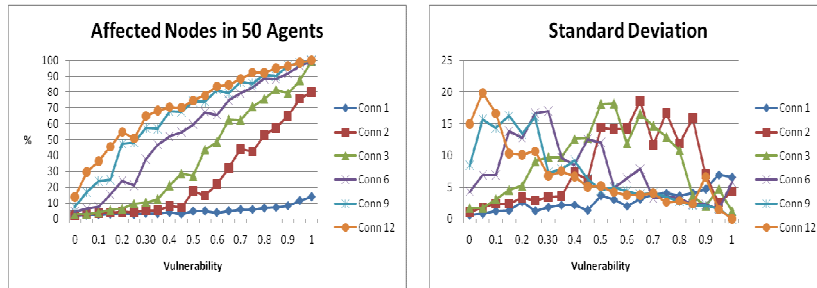 Affected Nodes in 50 Agents
100
90
80
70
60
50
40
30
20
10
0
%
0 0.1 0.2 0.30 0.4 0.5 0.6 0.7 0.8 0.9 1
Vulnerability
Conn 1
Conn 2
Conn 3
Conn 6
Conn 9
Conn 12
Standard Deviation
25
20
15
10
5
0
0 0.1 0.2 0.30 0.4 0.5 0.6 0.7 0.8 0.9 1
Vulnerability
Conn 1
Conn 2
Conn 3
Conn 6
Conn 9
Conn 12